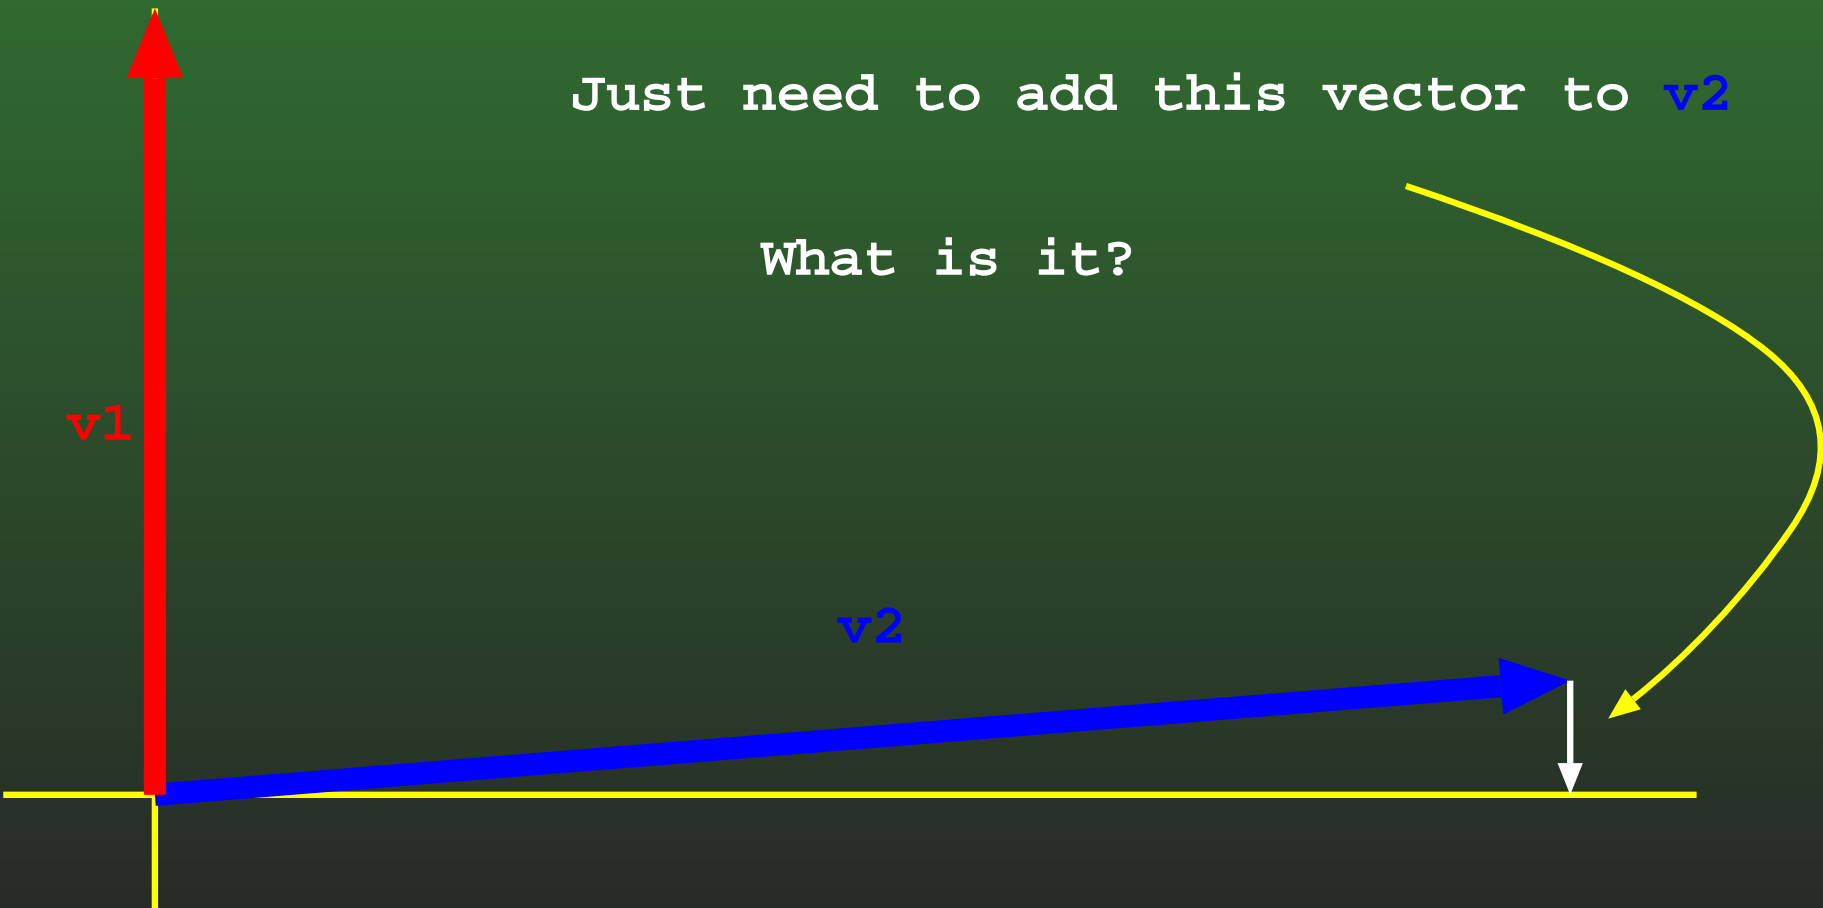 Just need to add this vector to v2
What is it?
v1
v2